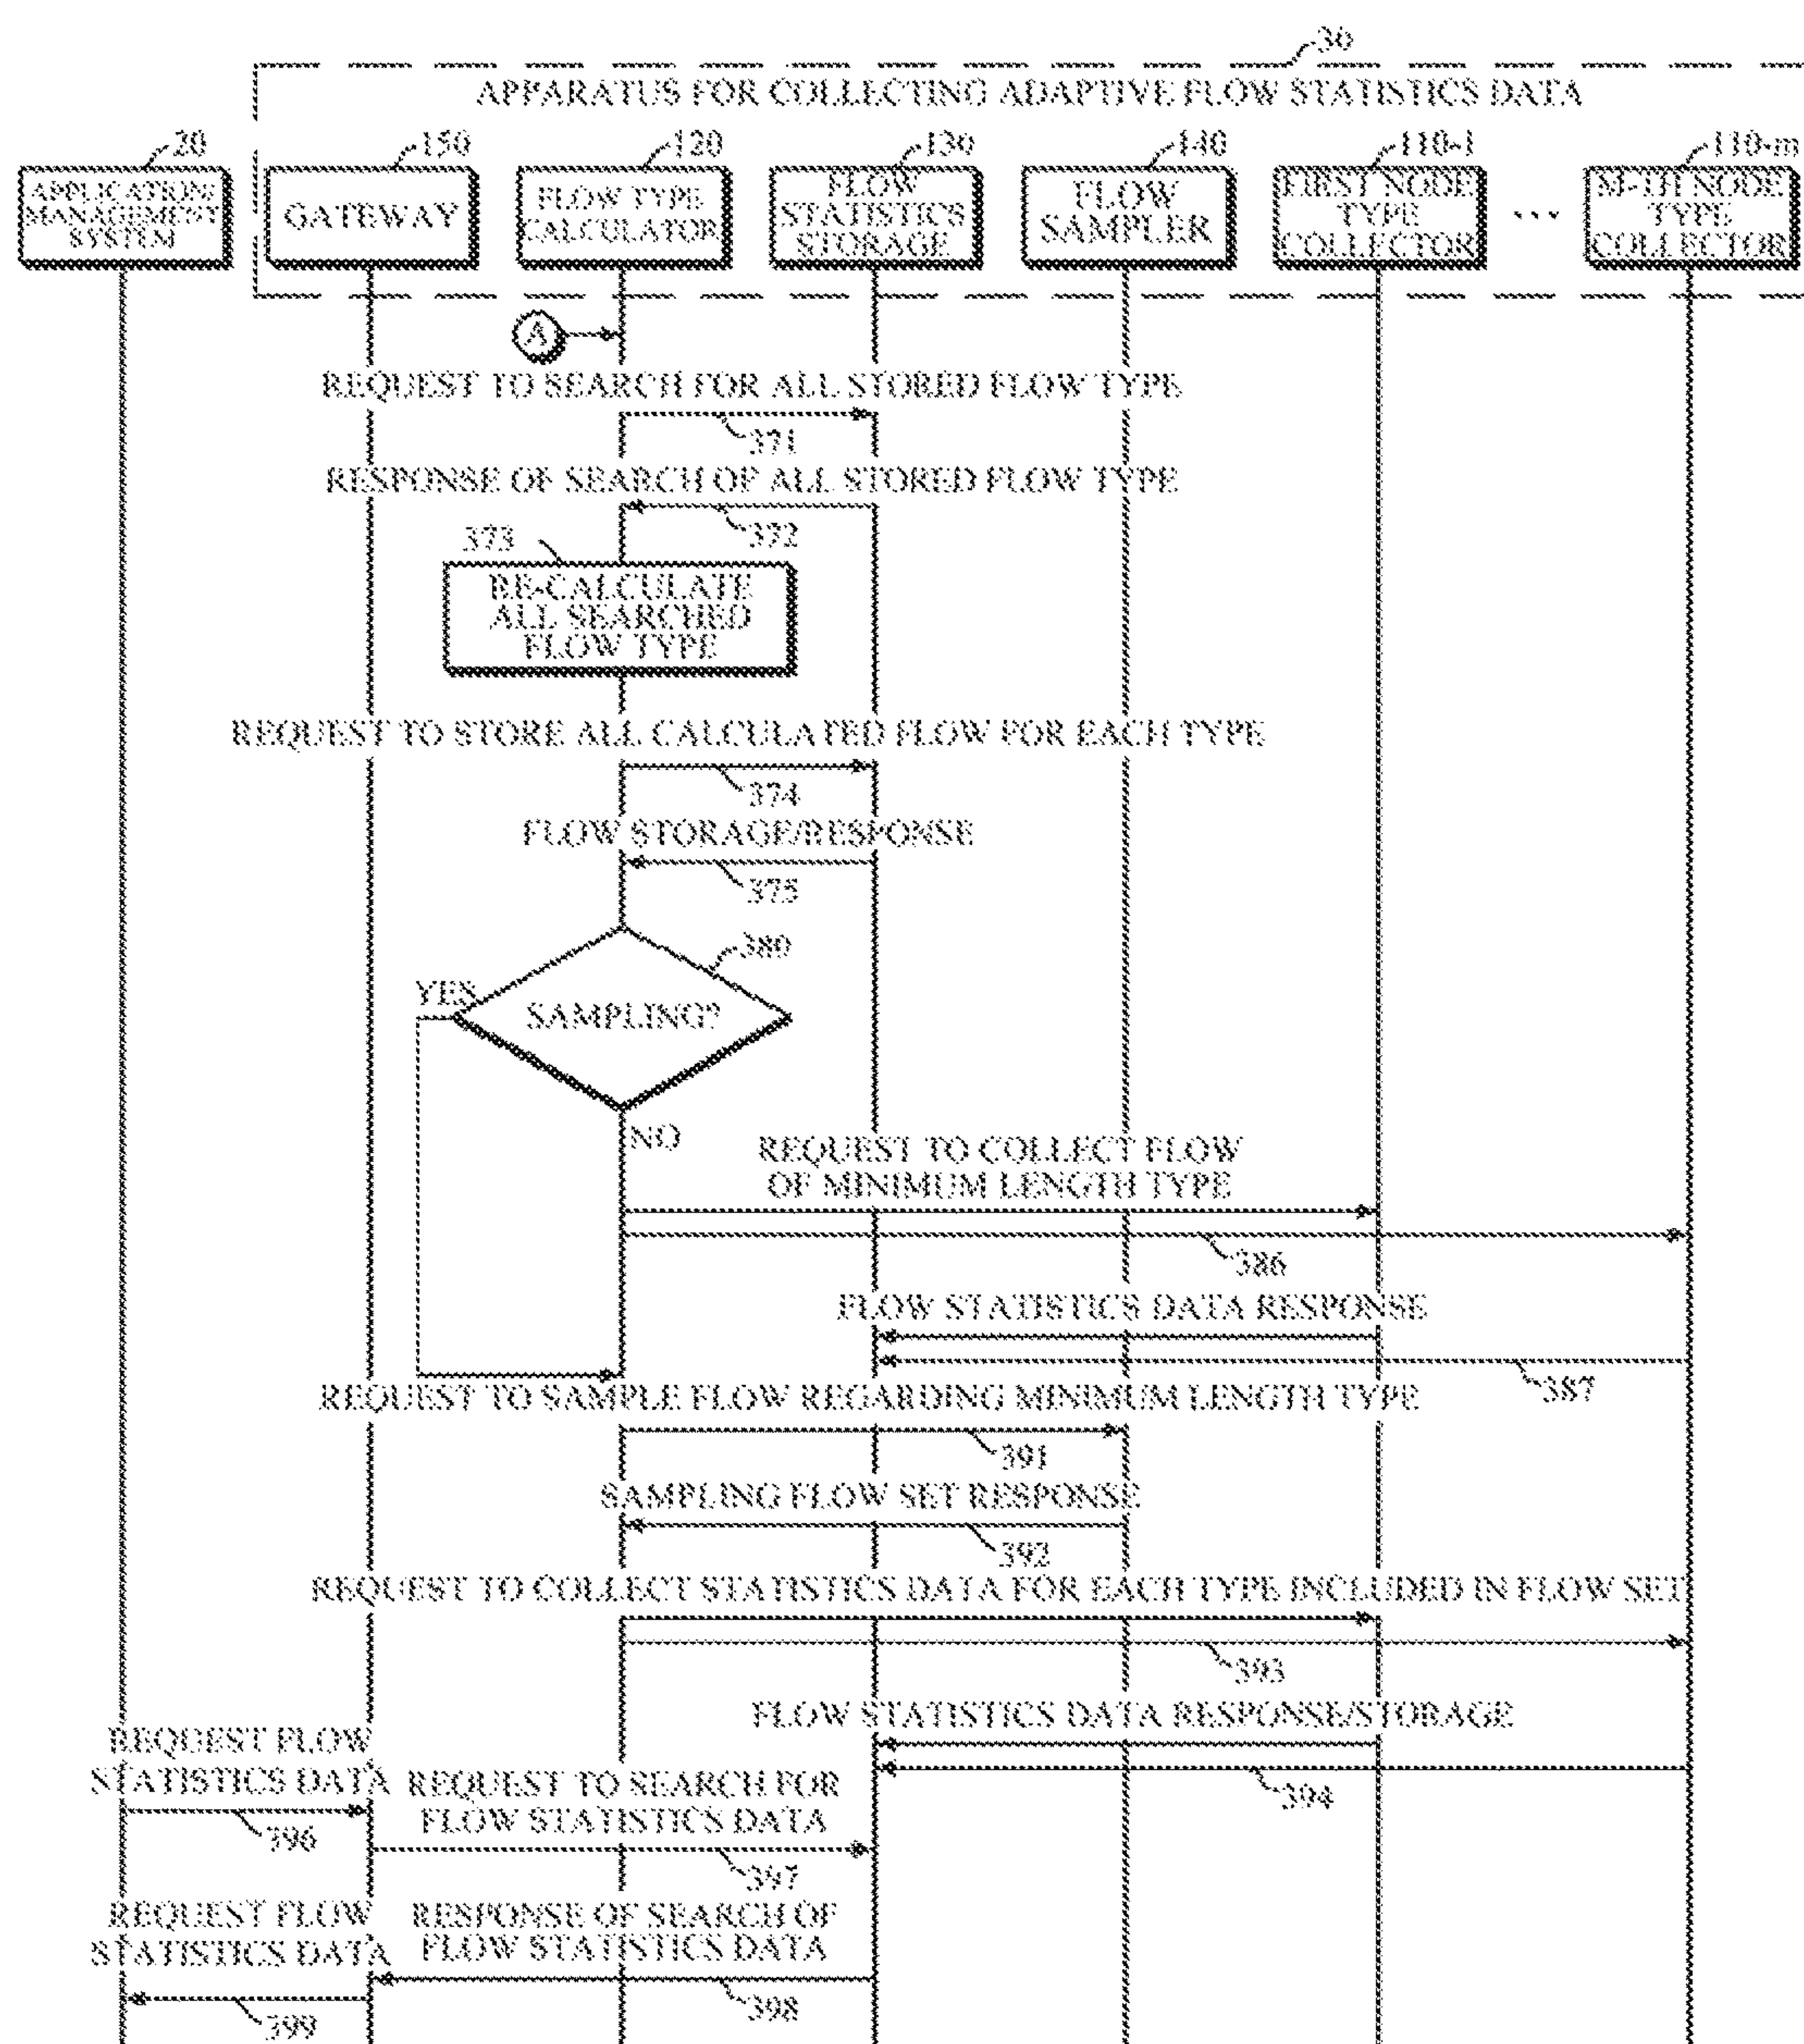 36
APPARATUS FOR COLLECTING ADAPTIVE FLOW STATISTICS DATA
20
150
120
130
140
110-1
110-m
APPLICATION/
MANAGEMENT
SYSTEM
GATEWAY
FLOW TYPE
CALCULATOR
FLOW
STATISTICS
STORAGE
FLOW
SAMPLER
FIRST NODE
TYPE
COLLECTOR
...
M-TH NODE
TYPE
COLLECTOR
A
REQUEST TO SEARCH FOR ALL STORED FLOW TYPE
371
RESPONSE OF SEARCH OF ALL STORED FLOW TYPE
372
373
RE-CALCULATE
ALL SEARCHED
FLOW TYPE
REQUEST TO STORE ALL CALCULATED FLOW FOR EACH TYPE
374
FLOW STORAGE/RESPONSE
375
380
YES
SAMPLING?
NO
REQUEST TO COLLECT FLOW
OF MINIMUM LENGTH TYPE
386
FLOW STATISTICS DATA RESPONSE
387
REQUEST TO SAMPLE FLOW REGARDING MINIMUM LENGTH TYPE
391
SAMPLING FLOW SET RESPONSE
392
REQUEST TO COLLECT STATISTICS DATA FOR EACH TYPE INCLUDED IN FLOW SET
393
FLOW STATISTICS DATA RESPONSE/STORAGE
394
REQUEST FLOW
STATISTICS DATA
396
REQUEST TO SEARCH FOR
FLOW STATISTICS DATA
397
REQUEST FLOW
STATISTICS DATA
RESPONSE OF SEARCH OF
FLOW STATISTICS DATA
398
399